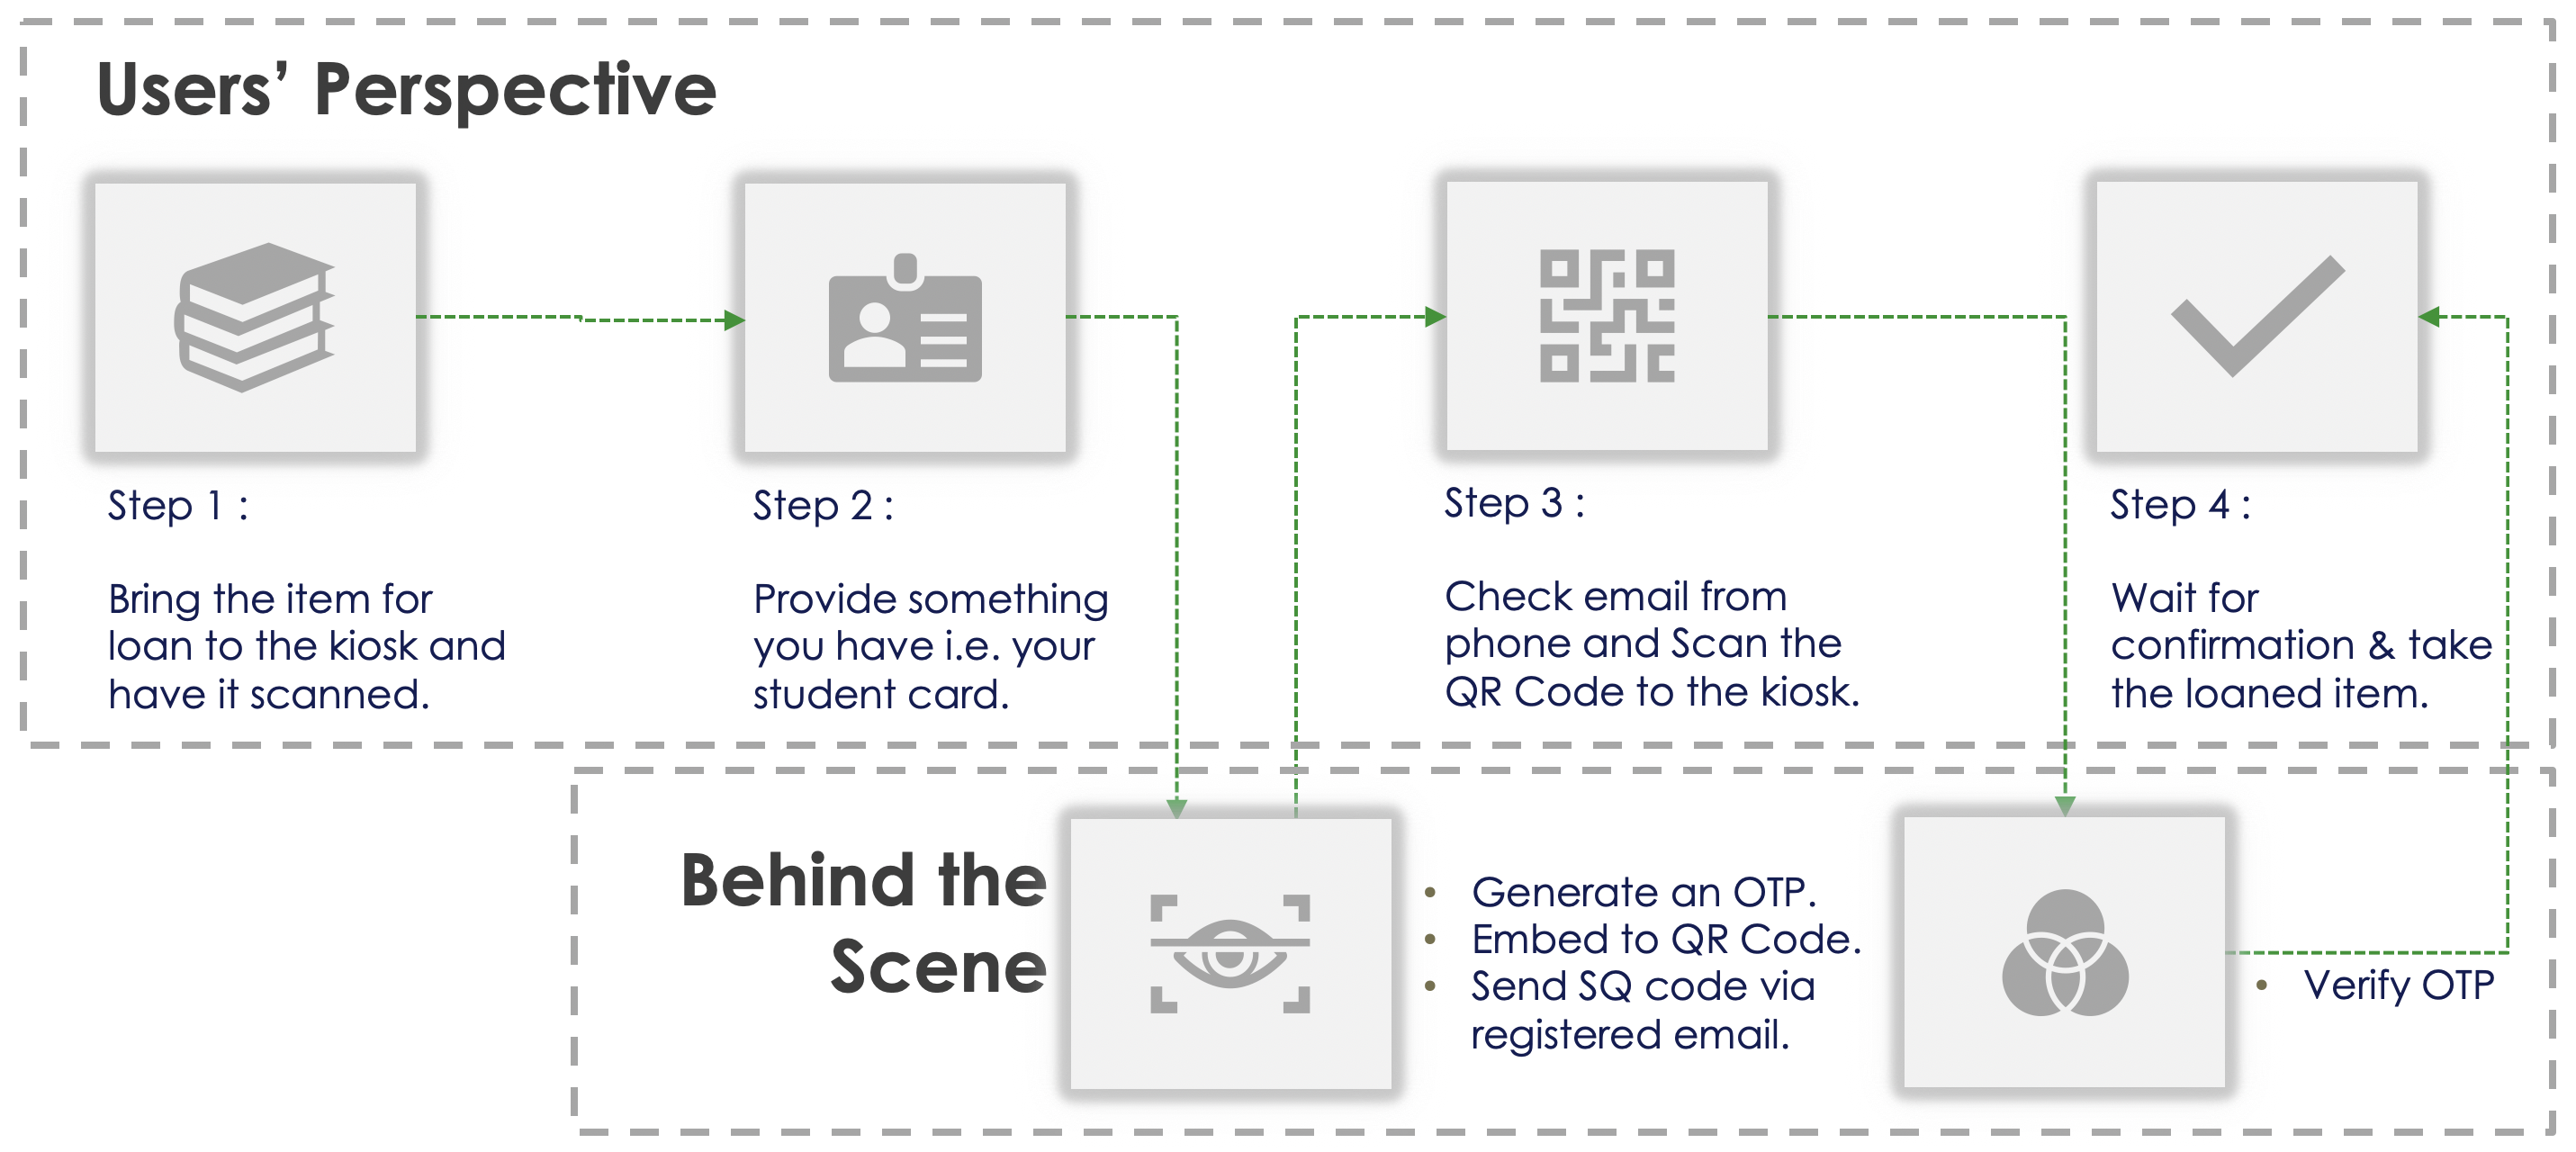 Users’ Perspective
Step 1 :
Bring the item for
loan to the kiosk and
have it scanned.
Step 2 :
Provide something
you have i.e. your
student card.
Step 3 :
Check email from
phone and Scan the
QR Code to the kiosk.
Step 4 :
Wait for
confirmation & take
the loaned item.
Behind the
Scene
• Generate an OTP.
• Embed to QR Code.
• Send SQ code via
registered email.
• Verify OTP